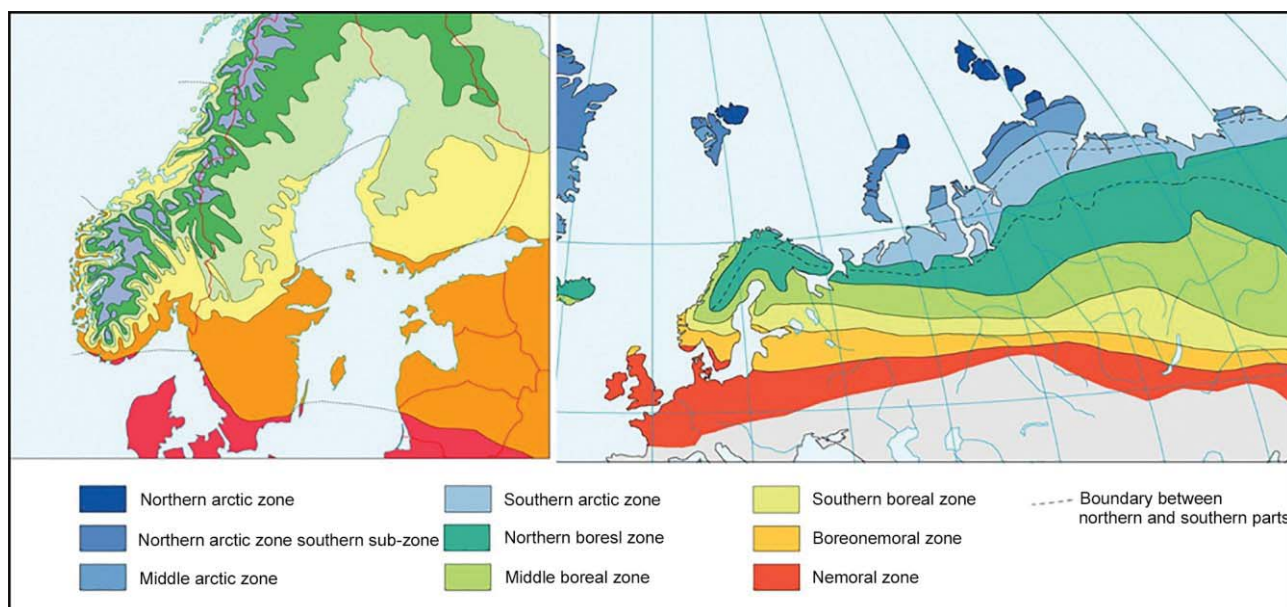 Northern arctic zone
Northern arctic zone southern sub-zone
Middle arctic zone
Southern arctic zone
Northern boresl zone
Middle boreal zone
Southern boreal zone
Boreonemoral zone
Nemoral zone
Boundary between
northern and southern parts